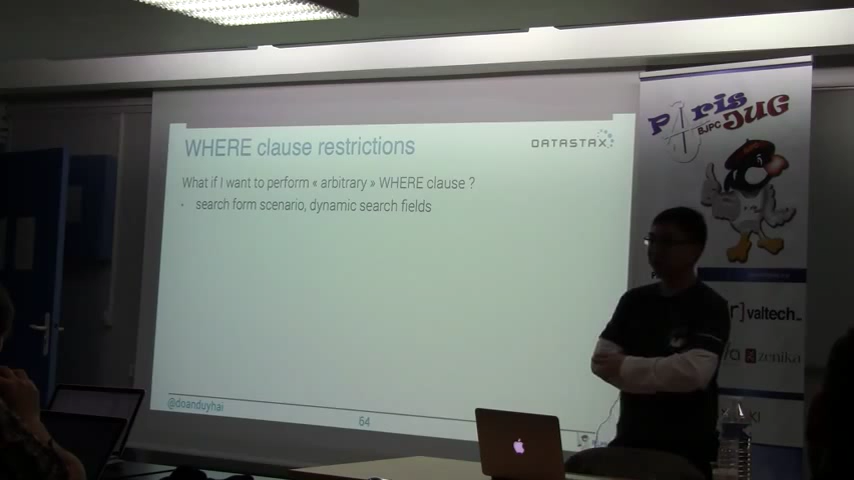 WHERE clause restrictions
DATASTAX
What if I want to perform « arbitrary » WHERE clause ?
• search form scenario, dynamic search fields
@doanduyhai
64
Paris
BJPC
JUG
valtech_
zenika